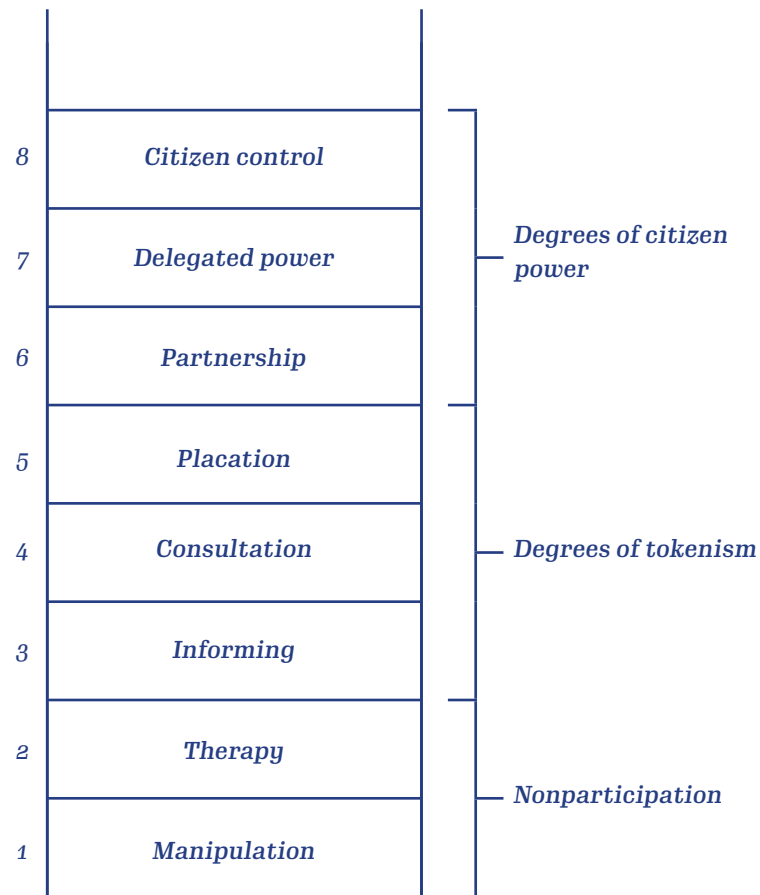 8 Citizen control
7 Delegated power
Degrees of citizen
power
6 Partnership
5 Placation
4 Consultation
Degrees of tokenism
3 Informing
2 Therapy
Nonparticipation
1 Manipulation